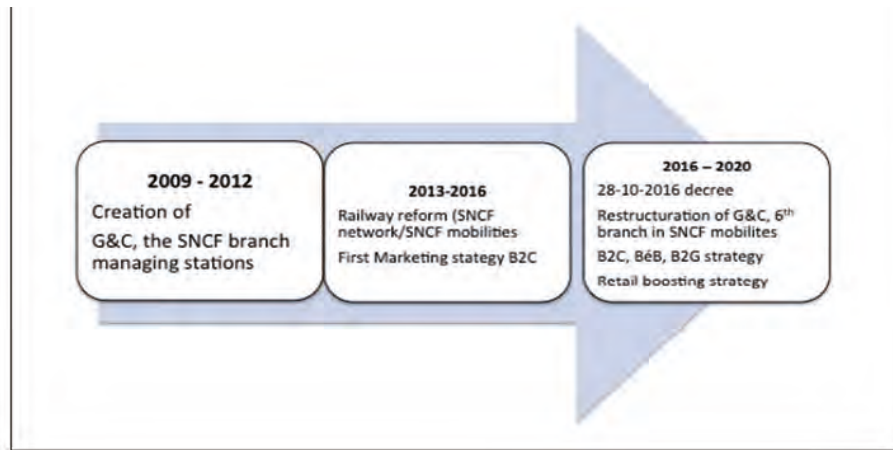 2009 - 2012
Creation of
G&C, the SNCF branch
managing stations
2013-2016
Railway reform (SNCF
network/SNCF mobilities
First Marketing stategy B2C
2016 – 2020
28-10-2016 decree
Restructuration of G&C, 6th
branch in SNCF mobilites
B2C, BéB, B2G strategy
Retail boosting strategy